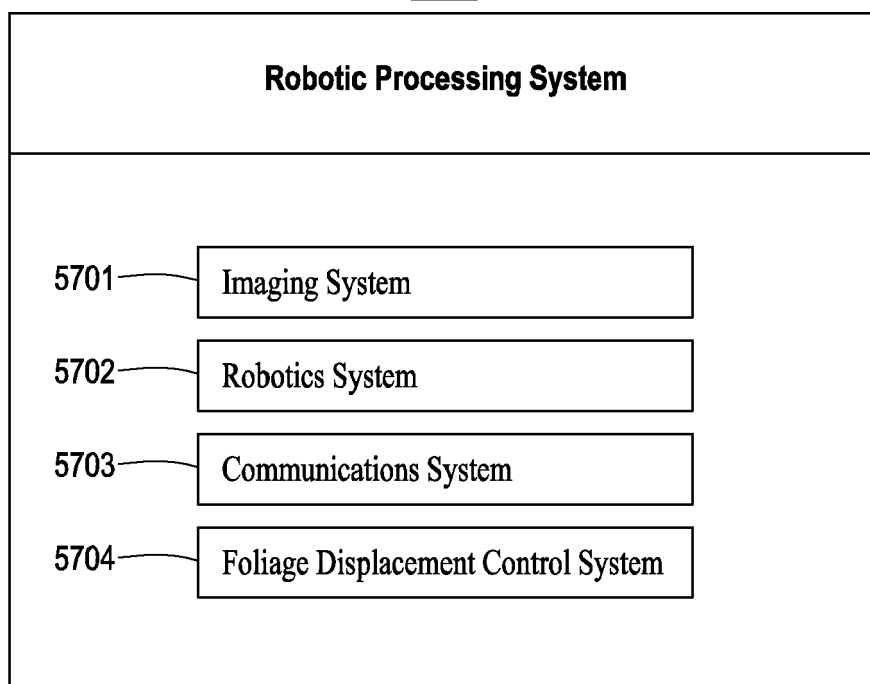 Robotic Processing System
5701 Imaging System
5702 Robotics System
5703 Communications System
5704 Foliage Displacement Control System